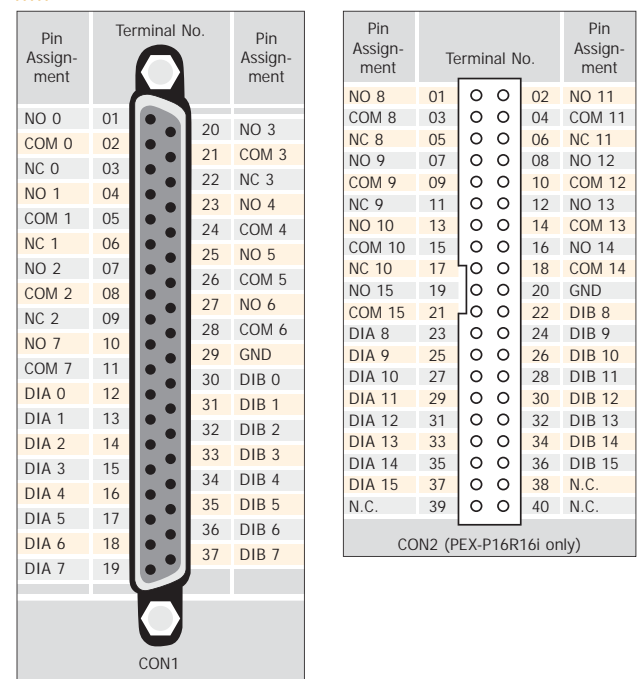 Pin Assign-ment Terminal No. Pin Assign-ment
NO 0 01
COM 0 02
NC 0 03
NO 1 04
COM 1 05
NC 1 06
NO 2 07
COM 2 08
NC 2 09
NO 7 10
COM 7 11
DIA 0 12
DIA 1 13
DIA 2 14
DIA 3 15
DIA 4 16
DIA 5 17
DIA 6 18
DIA 7 19
20 NO 3
21 COM 3
22 NC 3
23 NO 4
24 COM 4
25 NO 5
26 COM 5
27 NO 6
28 COM 6
29 GND
30 DIB 0
31 DIB 1
32 DIB 2
33 DIB 3
34 DIB 4
35 DIB 5
36 DIB 6
37 DIB 7
CON1
Pin Assign-ment Terminal No. Pin Assign-ment
NO 8 01 02 NO 11
COM 8 03 04 COM 11
NC 8 05 06 NC 11
NO 9 07 08 NO 12
COM 9 09 10 COM 12
NC 9 11 12 NO 13
NO 10 13 14 COM 13
COM 10 15 16 NO 14
NC 10 17 18 COM 14
NO 15 19 20 GND
COM 15 21 22 DIB 8
DIA 8 23 24 DIB 9
DIA 9 25 26 DIB 10
DIA 10 27 28 DIB 11
DIA 11 29 30 DIB 12
DIA 12 31 32 DIB 13
DIA 13 33 34 DIB 14
DIA 14 35 36 DIB 15
DIA 15 37 38 N.C.
N.C. 39 40 N.C.
CON2 (PEX-P16R16i only)